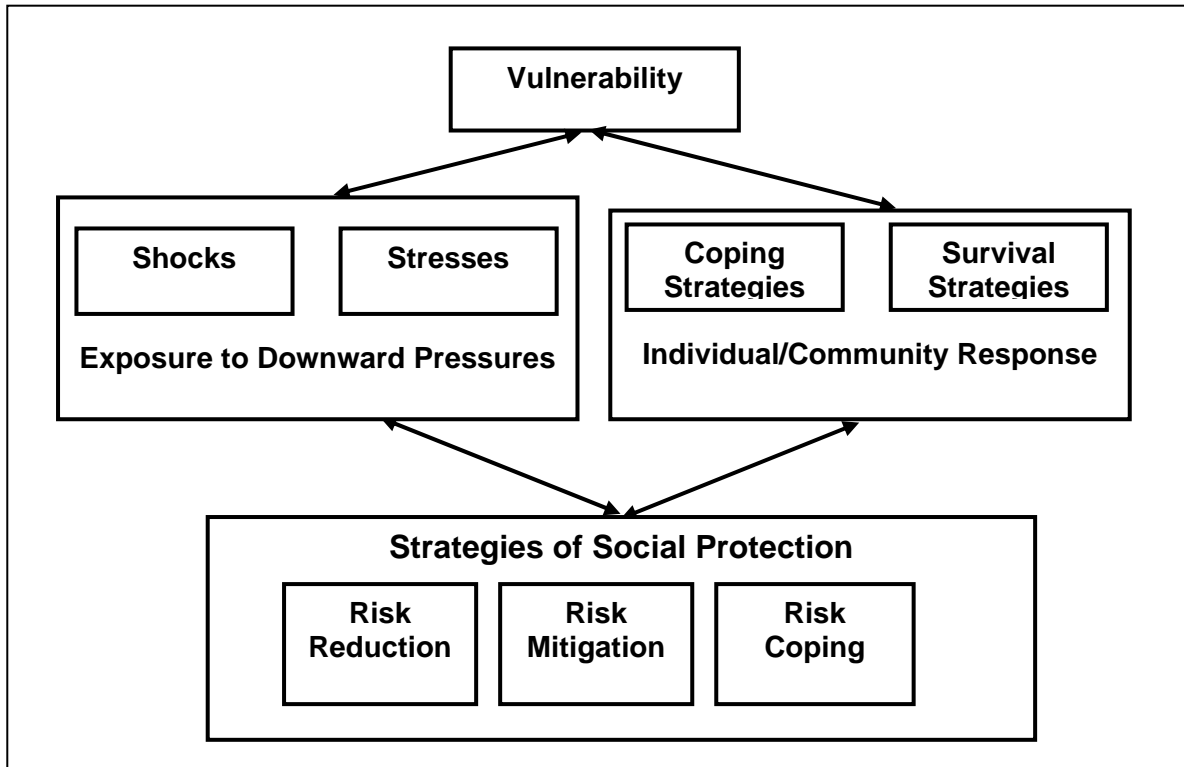 Vulnerability
Shocks
Stresses
Exposure to Downward Pressures
Coping
Strategies
Survival
Strategies
Individual/Community Response
Strategies of Social Protection
Risk
Reduction
Risk
Mitigation
Risk
Coping